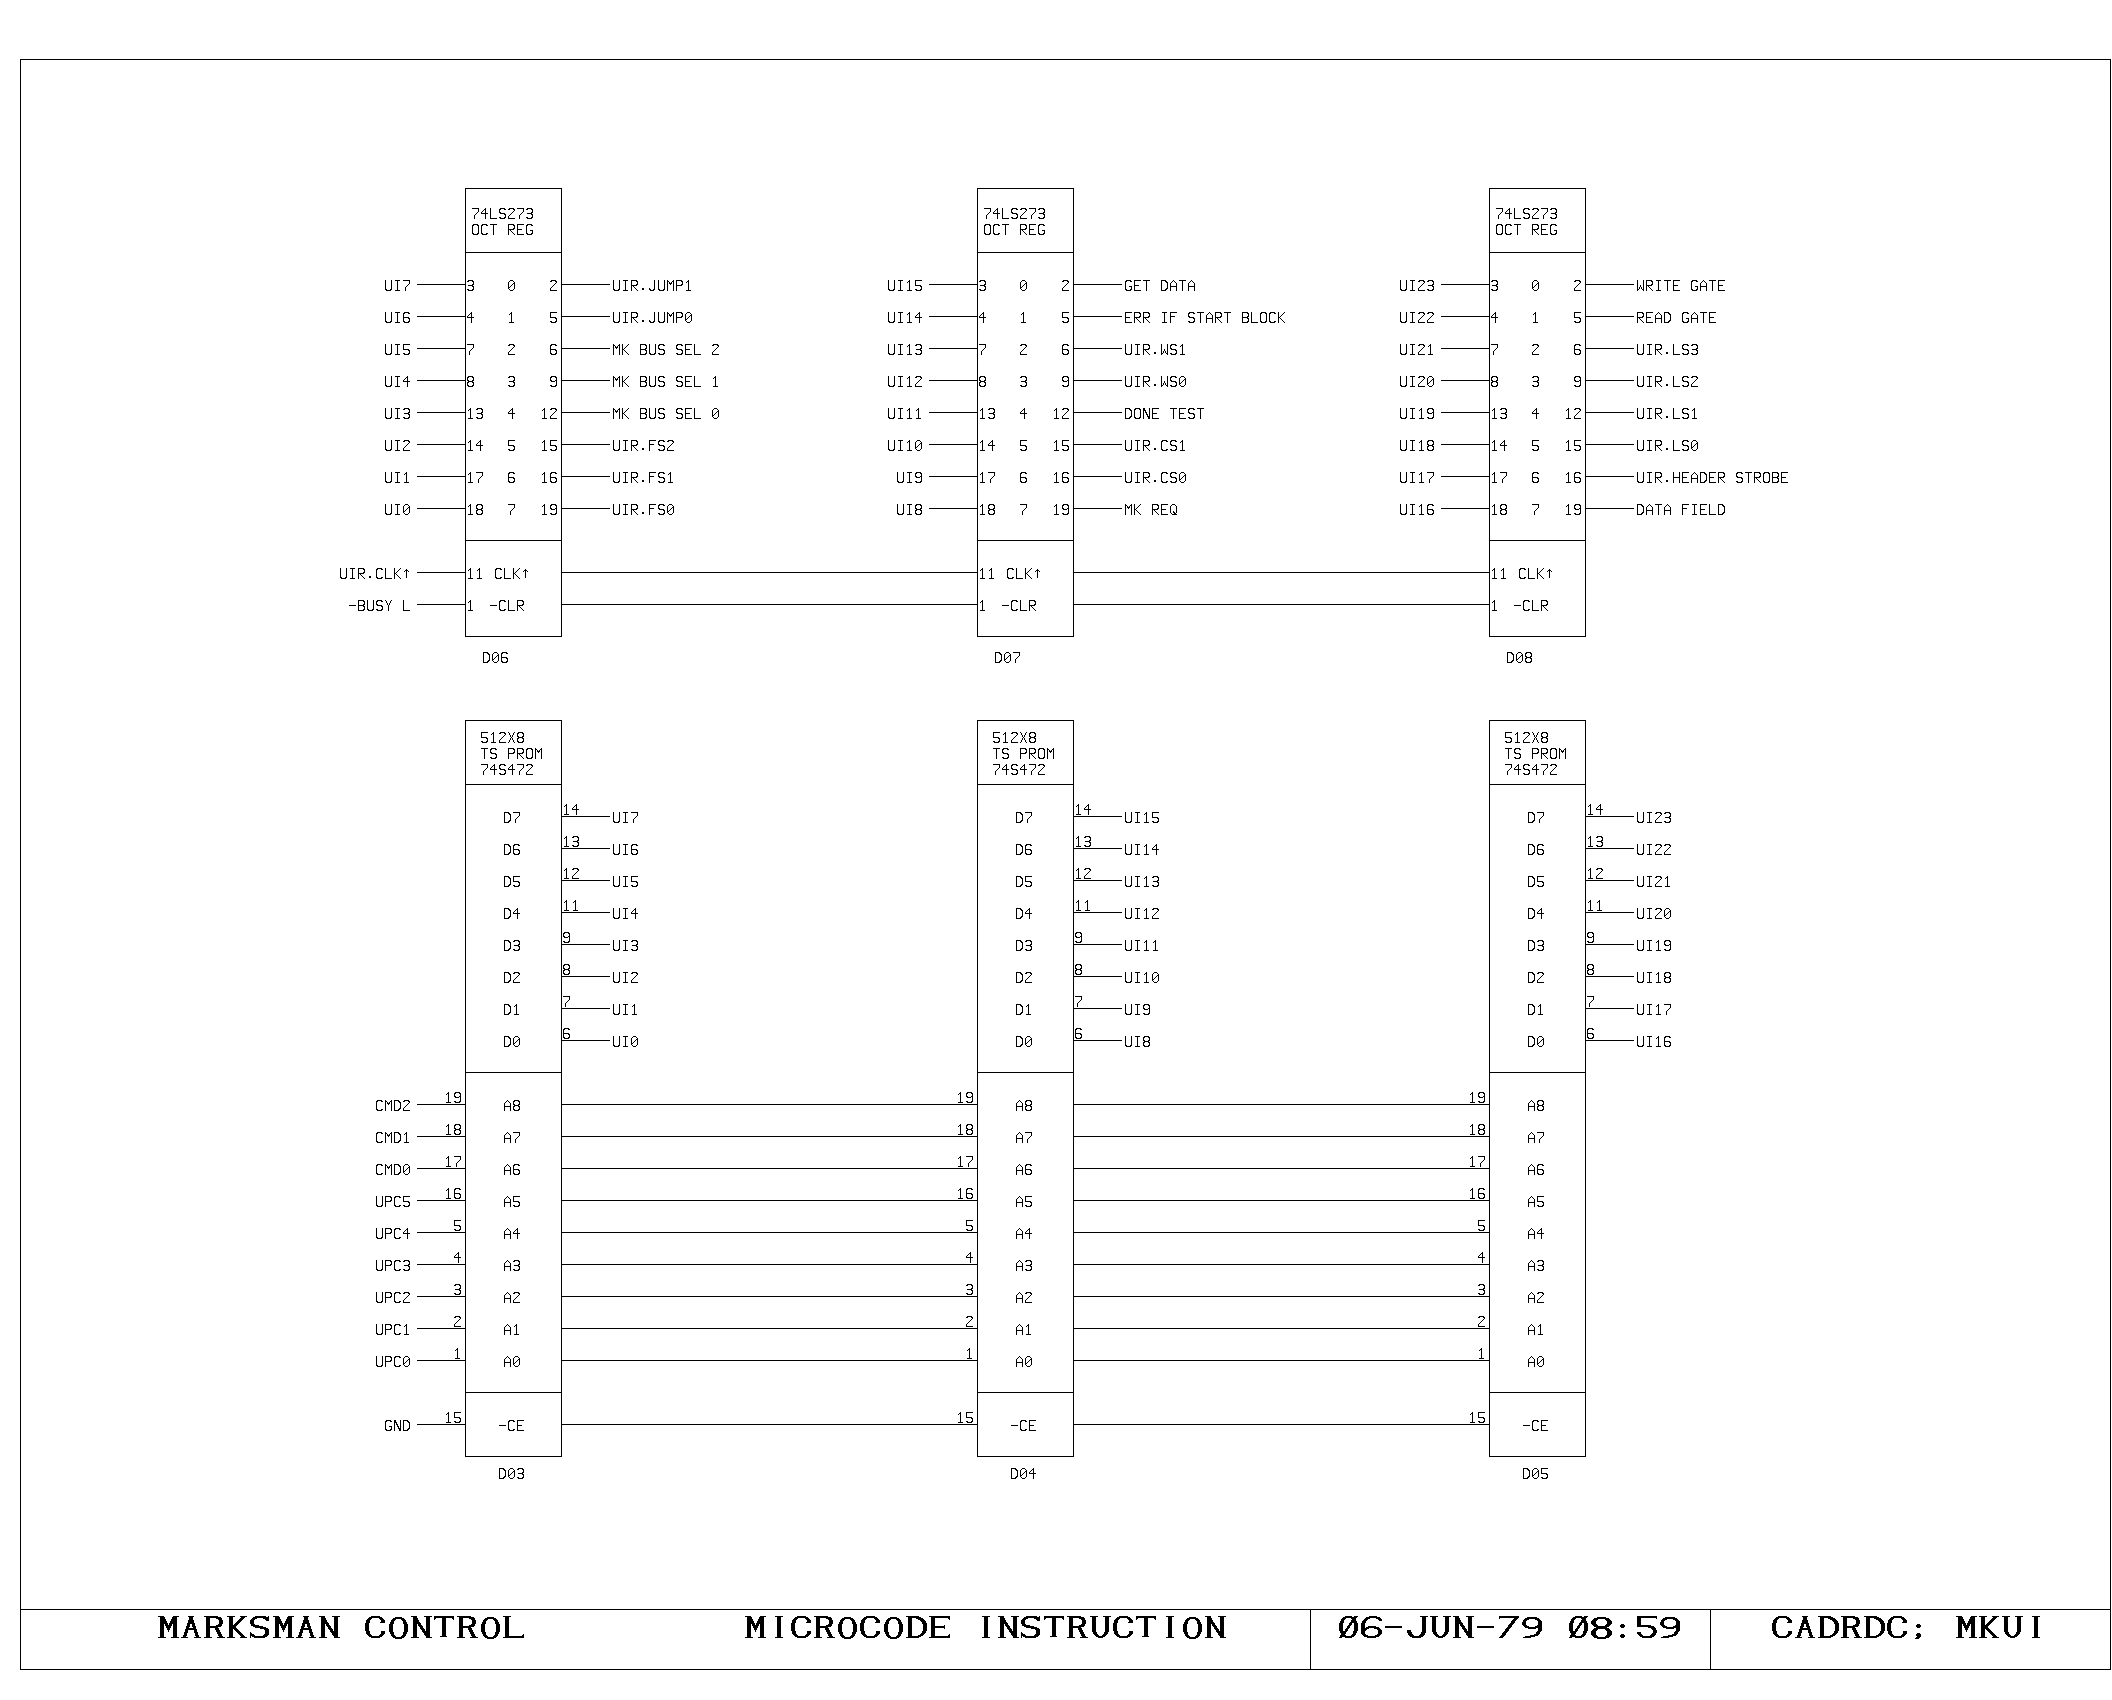 74LS273 74LS273 74LS273
OCT REG OCT REG OCT REG
UI7 3 0 2 UIR.JUMP1 UI15 3 0 2 GET DATA UI23 3 0 2 WRITE GATE
UI6 4 1 5 UIR.JUMP0 UI14 4 1 5 ERR IF START BLOCK UI22 4 1 5 READ GATE
UI5 7 2 6 MK BUS SEL 2 UI13 7 2 6 UIR.WS1 UI21 7 2 6 UIR.LS3
UI4 8 3 9 MK BUS SEL 1 UI12 8 3 9 UIR.WS0 UI20 8 3 9 UIR.LS2
UI3 13 4 12 MK BUS SEL 0 UI11 13 4 12 DONE TEST UI19 13 4 12 UIR.LS1
UI2 14 5 15 UIR.FS2 UI10 14 5 15 UIR.CS1 UI18 14 5 15 UIR.LS0
UI1 17 6 16 UIR.FS1 UI9 17 6 16 UIR.CS0 UI17 17 6 16 UIR.HEADER STROBE
UI0 18 7 19 UIR.FS0 UI8 18 7 19 MK REQ UI16 18 7 19 DATA FIELD
UIR.CLK↑ 11 CLK↑ 11 CLK↑ 11 CLK↑
-BUSY L 1 -CLR 1 -CLR 1 -CLR
D06 D07 D08
512X8 512X8 512X8
TS PROM TS PROM TS PROM
74S472 74S472 74S472
D7 14 UI7 D7 14 UI15 D7 14 UI23
D6 13 UI6 D6 13 UI14 D6 13 UI22
D5 12 UI5 D5 12 UI13 D5 12 UI21
D4 11 UI4 D4 11 UI12 D4 11 UI20
D3 9 UI3 D3 9 UI11 D3 9 UI19
D2 8 UI2 D2 8 UI10 D2 8 UI18
D1 7 UI1 D1 7 UI9 D1 7 UI17
D0 6 UI0 D0 6 UI8 D0 6 UI16
CMD2 19 A8 19 A8 19 A8
CMD1 18 A7 18 A7 18 A7
CMD0 17 A6 17 A6 17 A6
UPC5 16 A5 16 A5 16 A5
UPC4 5 A4 5 A4 5 A4
UPC3 4 A3 4 A3 4 A3
UPC2 3 A2 3 A2 3 A2
UPC1 2 A1 2 A1 2 A1
UPC0 1 A0 1 A0 1 A0
GND 15 -CE 15 -CE 15 -CE
D03 D04 D05
MARKSMAN CONTROL MICROCODE INSTRUCTION 06-JUN-79 08:59 CADRDC; MKUI